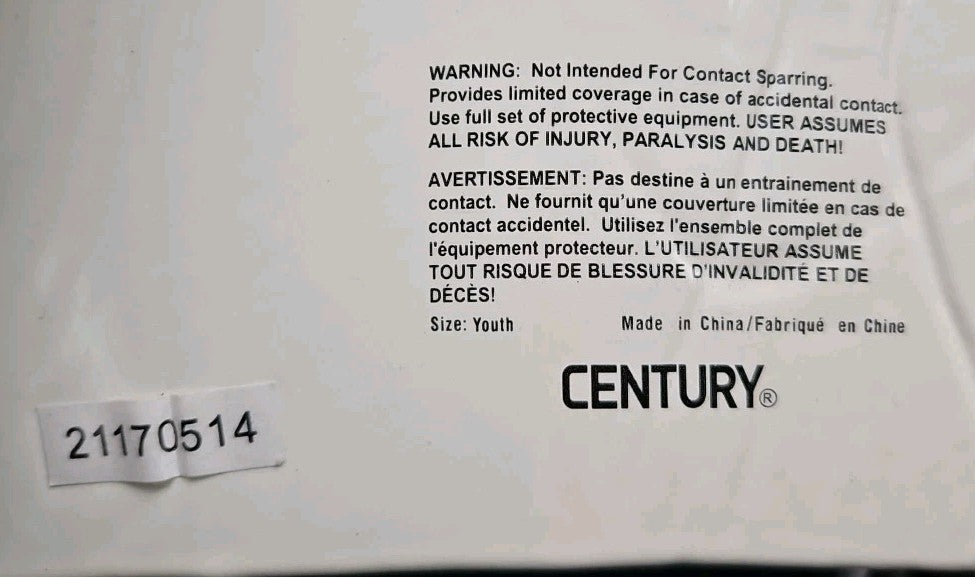 WARNING: Not Intended For Contact Sparring.
Provides limited coverage in case of accidental contact.
Use full set of protective equipment. USER ASSUMES
ALL RISK OF INJURY, PARALYSIS AND DEATH!
AVERTISSEMENT: Pas destine à un entrainement de
contact. Ne fournit qu'une couverture limitée en cas de
contact accidentel. Utilisez l'ensemble complet de
l'équipement protecteur. L'UTILISATEUR ASSUME
TOUT RISQUE DE BLESSURE D'INVALIDITÉ ET DE
DÉCÈS!
Size: Youth Made in China/Fabriqué en Chine
CENTURY®
21170514